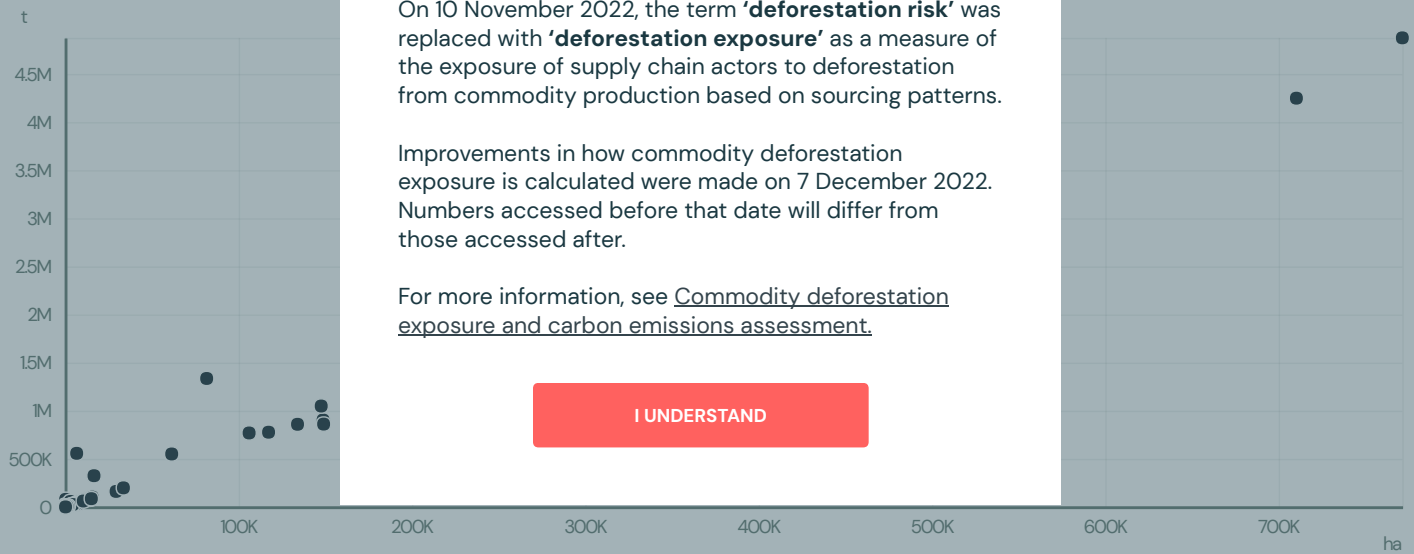 t
On 10 November 2022, the term ‘deforestation risk’ was
replaced with ‘deforestation exposure’ as a measure of
the exposure of supply chain actors to deforestation
from commodity production based on sourcing patterns.
Improvements in how commodity deforestation
exposure is calculated were made on 7 December 2022.
Numbers accessed before that date will differ from
those accessed after.
For more information, see Commodity deforestation
exposure and carbon emissions assessment.
I UNDERSTAND
4.5M
4M
3.5M
3M
2.5M
2M
1.5M
1M
500K
0
100K 200K 300K 400K 500K 600K 700K
ha